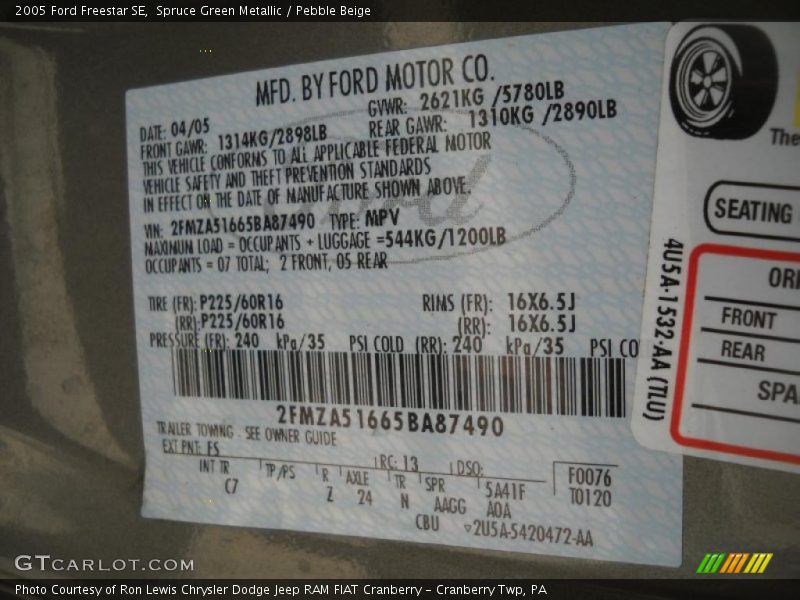 2005 Ford Freestar SE,  Spruce Green Metallic / Pebble Beige
MFD. BY FORD MOTOR CO.
DATE: 04/05
GVWR: 2621KG /5780LB
FRONT GAWR: 1314KG/2898LB
REAR GAWR: 1310KG /2890LB
THIS VEHICLE CONFORMS TO ALL APPLICABLE FEDERAL MOTOR
VEHICLE SAFETY AND THEFT PREVENTION STANDARDS
IN EFFECT ON THE DATE OF MANUFACTURE SHOWN ABOVE.
VIN: 2FMZA51665BA87490 TYPE: MPV
MAXIMUM LOAD = OCCUPANTS + LUGGAGE =544KG/1200LB
OCCUPANTS = 07 TOTAL; 2 FRONT, 05 REAR
TIRE (FR): P225/60R16 RIMS (FR): 16X6.5J
(RR): P225/60R16 (RR): 16X6.5J
PRESSURE (FR): 240 kPa/35 PSI COLD (RR): 240 kPa/35 PSI CO
2FMZA51665BA87490
TRAILER TOWING - SEE OWNER GUIDE
EXT PNT: FS RC: 13 DSO:
INT TR TP/PS R AXLE TR SPR 5A41F F0076
C7 Z 24 N AAGG A0A T0120
CBU ▽2U5A-5420472-AA
The
SEATING
4U5A-1532-AA (TLU)
ORI
FRONT
REAR
SPA
GTCARLOT.COM
Photo Courtesy of Ron Lewis Chrysler Dodge Jeep RAM FIAT Cranberry – Cranberry Twp, PA